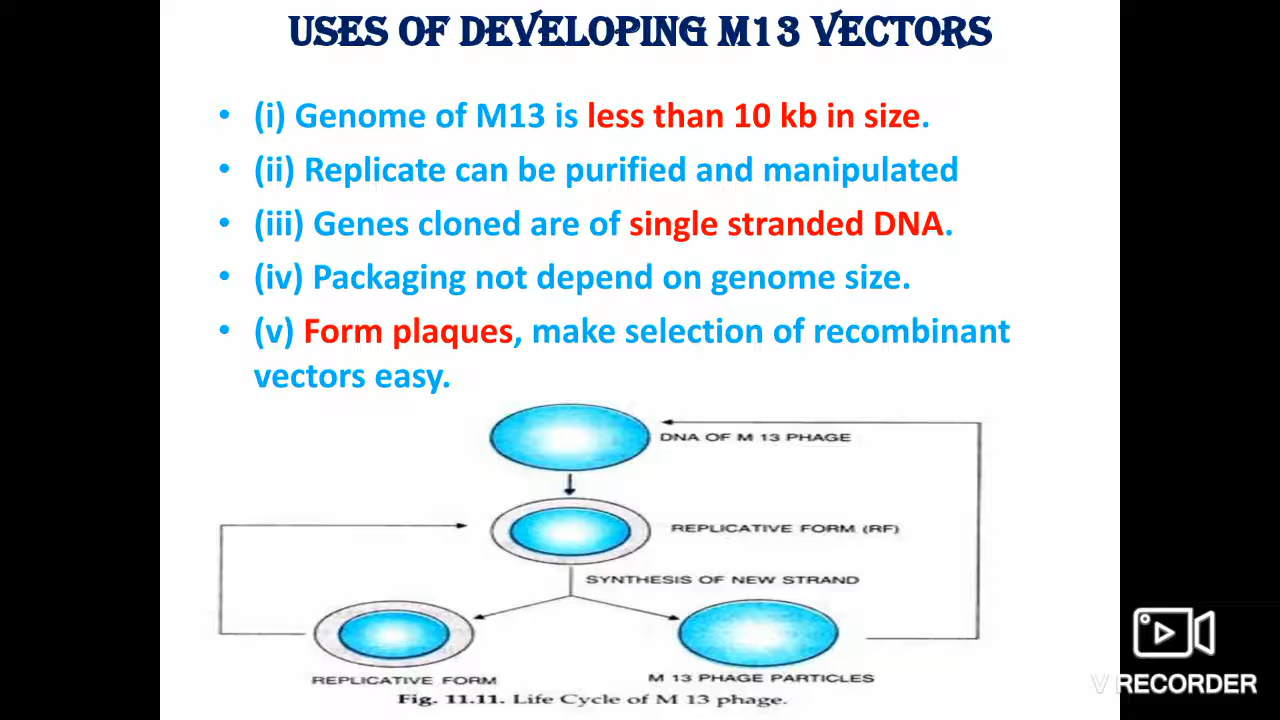 USES OF DEVELOPING M13 VECTORS
• (i) Genome of M13 is less than 10 kb in size.
• (ii) Replicate can be purified and manipulated
• (iii) Genes cloned are of single stranded DNA.
• (iv) Packaging not depend on genome size.
• (v) Form plaques, make selection of recombinant
vectors easy.
DNA OF M 13 PHAGE
REPLICATIVE FORM (RF)
SYNTHESIS OF NEW STRAND
REPLICATIVE FORM
M 13 PHAGE PARTICLES
Fig. 11.11. Life Cycle of M 13 phage.
V RECORDER